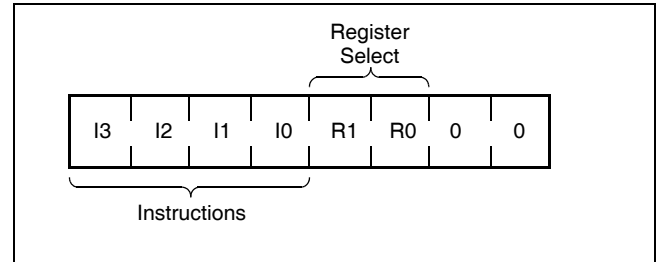 Register
Select
I3 I2 I1 I0 R1 R0 0 0
Instructions